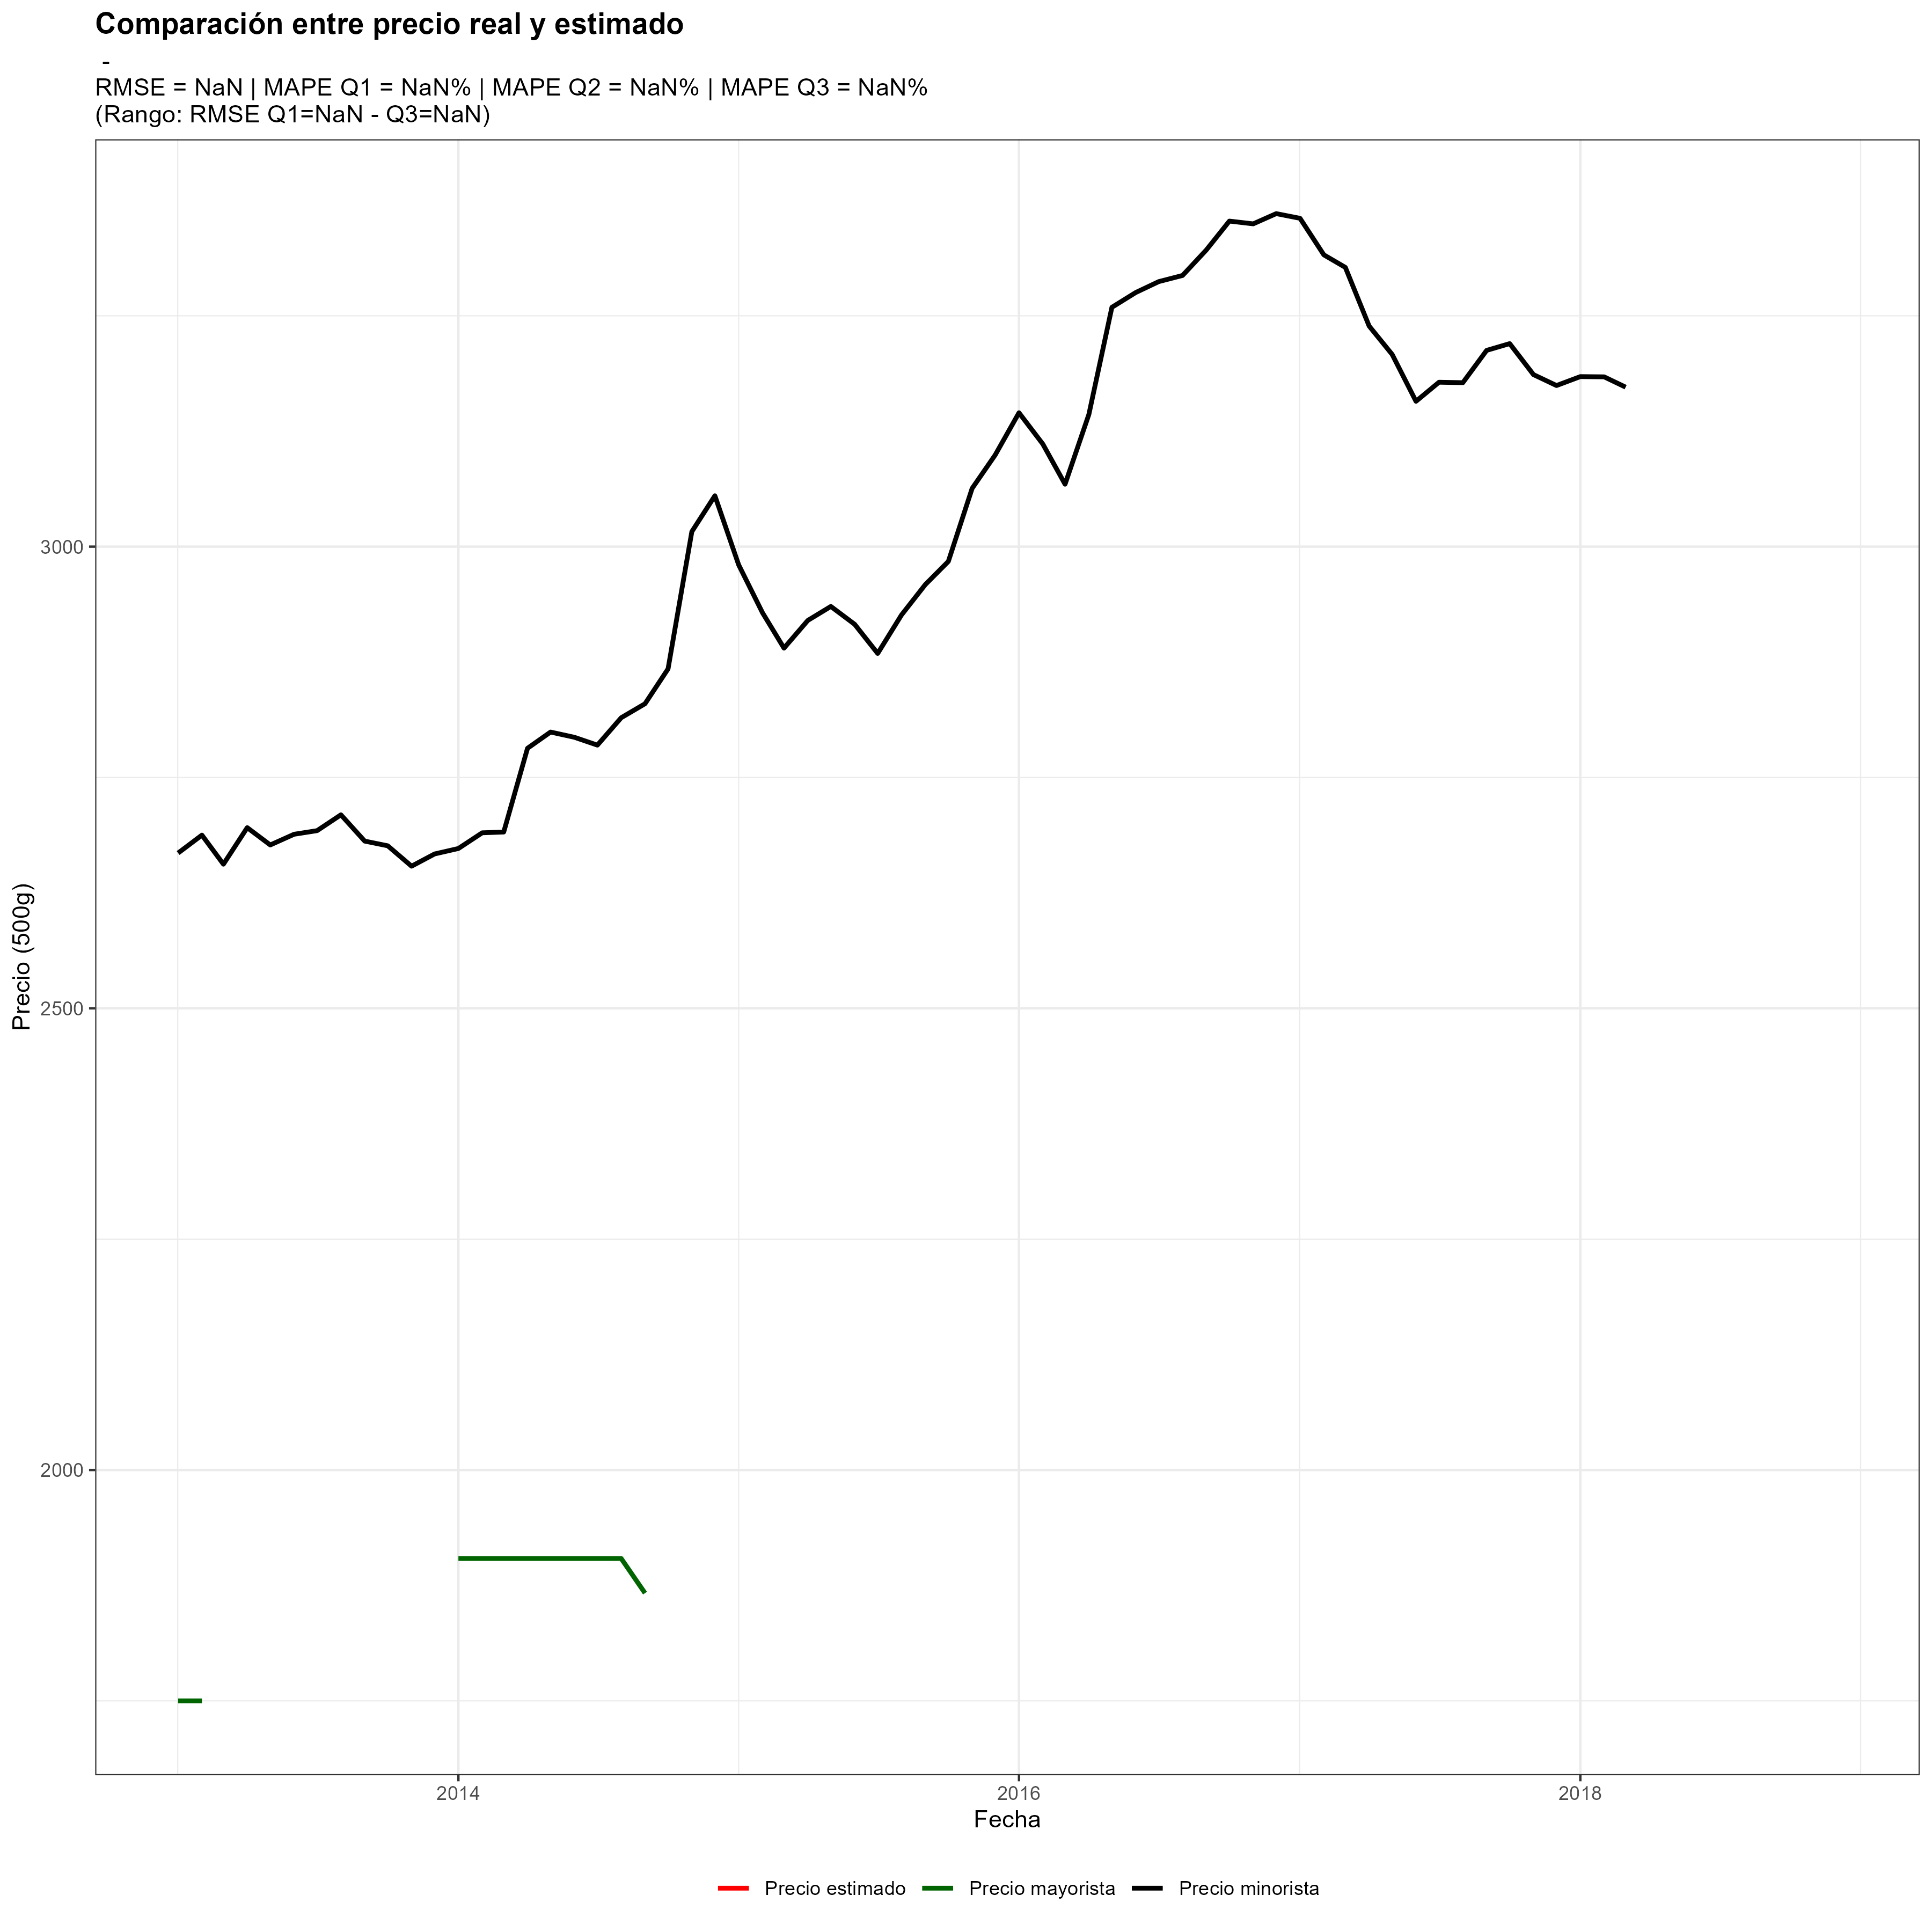 Comparación entre precio real y estimado
-
RMSE = NaN | MAPE Q1 = NaN% | MAPE Q2 = NaN% | MAPE Q3 = NaN%
(Rango: RMSE Q1=NaN - Q3=NaN)
Precio (500g)
3000
2500
2000
2014
2016
2018
Fecha
Precio estimado
Precio mayorista
Precio minorista